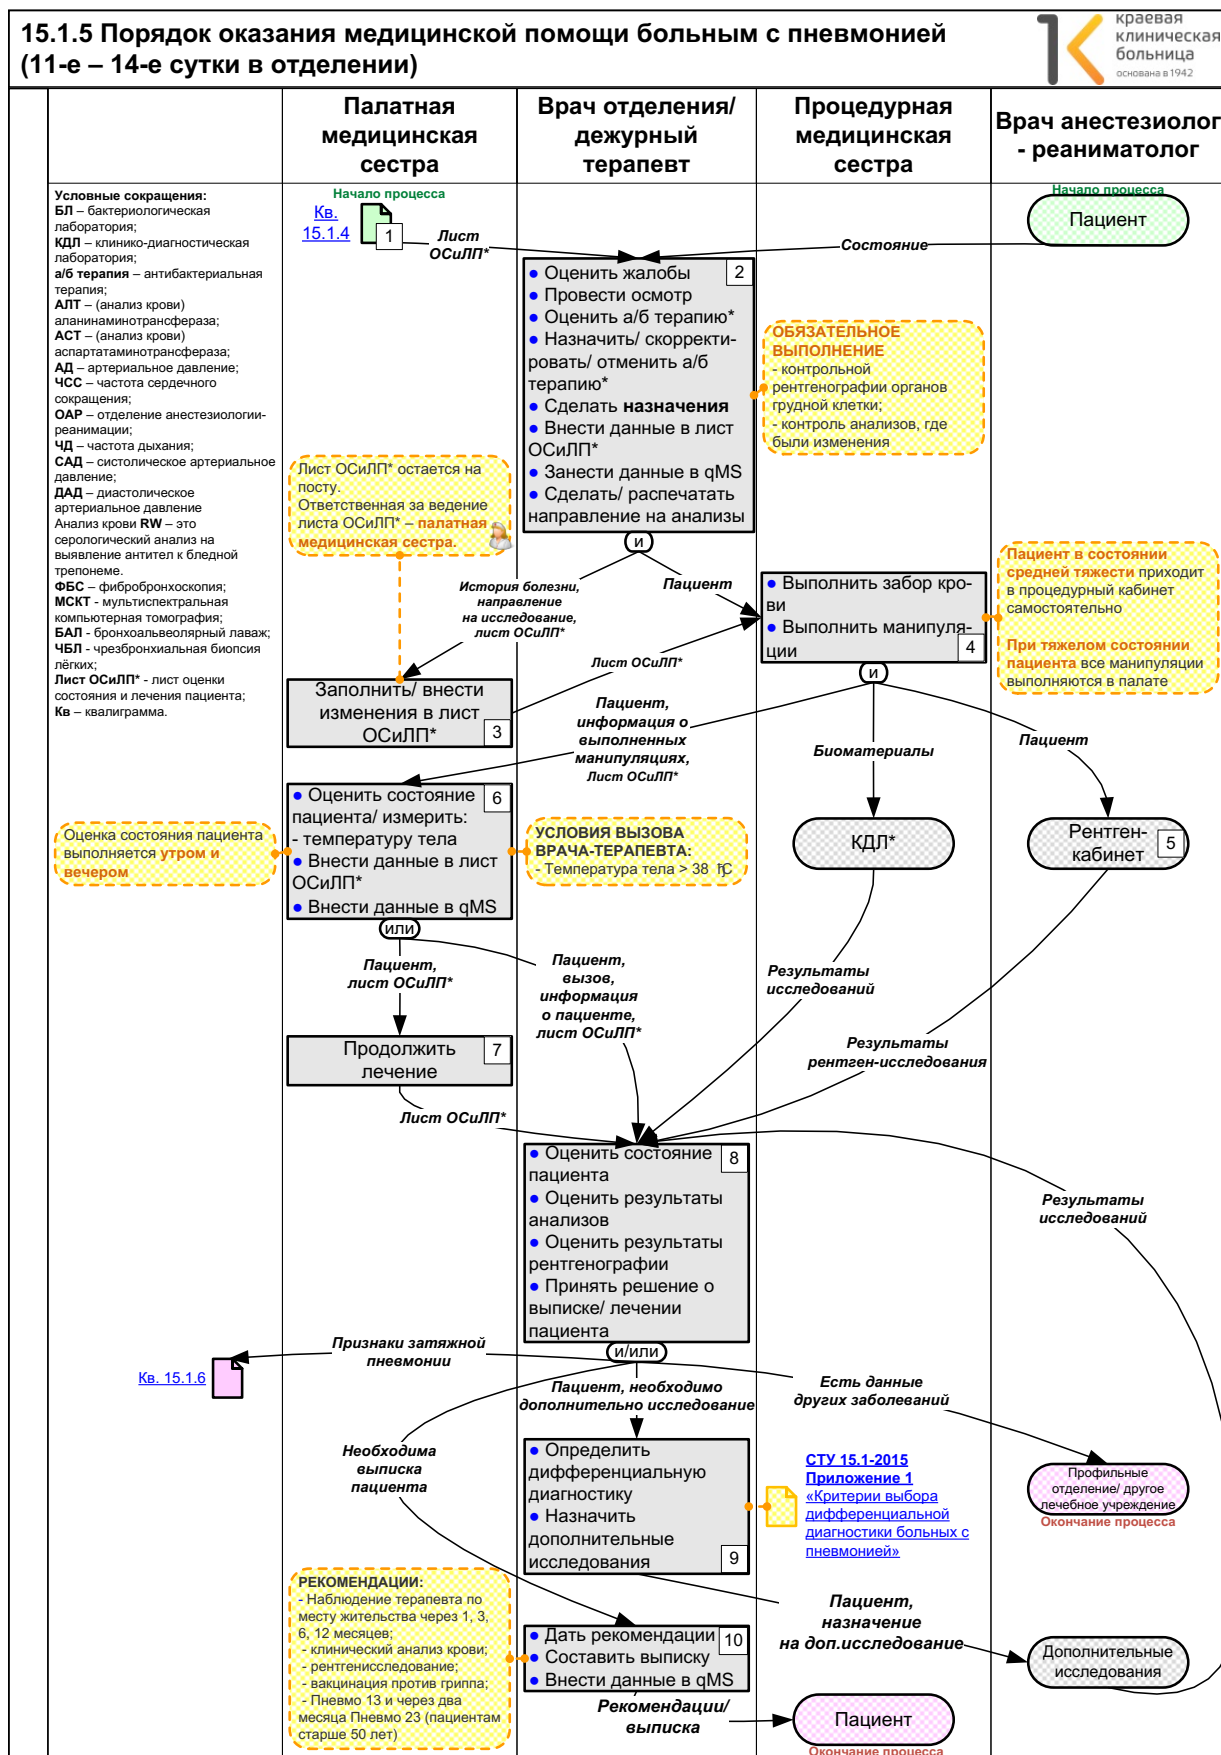 15.1.5 Порядок оказания медицинской помощи больным с пневмонией
(11-е – 14-е сутки в отделении)
краевая
клиническая
больница
основана в 1942
Палатная
медицинская
сестра
Врач отделения/
дежурный
терапевт
Процедурная
медицинская
сестра
Врач анестезиолог
- реаниматолог
Условные сокращения:
БЛ – бактериологическая
лаборатория;
КДЛ – клинико-диагностическая
лаборатория;
а/б терапия – антибактериальная
терапия;
АЛТ – (анализ крови)
аланинаминотрансфераза;
АСТ – (анализ крови)
аспартатаминотрансфераза;
АД – артериальное давление;
ЧСС – частота сердечного
сокращения;
ОАР – отделение анестезиологии-
реанимации;
ЧД – частота дыхания;
САД – систолическое артериальное
давление;
ДАД – диастолическое
артериальное давление
Анализ крови RW – это
серологический анализ на
выявление антител к бледной
трепонеме.
ФБС – фибробронхоскопия;
МСКТ - мультиспектральная
компьютерная томография;
БАЛ - бронхоальвеолярный лаваж;
ЧБЛ - чрезбронхиальная биопсия
лёгких;
Лист ОСиЛП* - лист оценки
состояния и лечения пациента;
Кв – квалиграмма.
Начало процесса
Кв.
15.1.4
1
Лист
ОСиЛП*
Состояние
Начало процесса
Пациент
2
● Оценить жалобы
● Провести осмотр
● Оценить а/б терапию*
● Назначить/ скорректи-
ровать/ отменить а/б
терапию*
● Сделать назначения
● Внести данные в лист
ОСиЛП*
● Занести данные в qMS
● Сделать/ распечатать
направление на анализы
и
ОБЯЗАТЕЛЬНОЕ
ВЫПОЛНЕНИЕ
- контрольной
рентгенографии органов
грудной клетки;
- контроль анализов, где
были изменения
Лист ОСиЛП* остается на
посту.
Ответственная за ведение
листа ОСиЛП* – палатная
медицинская сестра.
История болезни,
направление
на исследование,
лист ОСиЛП*
Пациент
● Выполнить забор кро-
ви
● Выполнить манипуля-
ции
4
и
Пациент в состоянии
средней тяжести приходит
в процедурный кабинет
самостоятельно
При тяжелом состоянии
пациента все манипуляции
выполняются в палате
Лист ОСиЛП*
Заполнить/ внести
изменения в лист
ОСиЛП*
3
Пациент,
информация о
выполненных
манипуляциях,
Лист ОСиЛП*
Биоматериалы
Пациент
6
● Оценить состояние
пациента/ измерить:
- температуру тела
● Внести данные в лист
ОСиЛП*
● Внести данные в qMS
или
Оценка состояния пациента
выполняется утром и
вечером
УСЛОВИЯ ВЫЗОВА
ВРАЧА-ТЕРАПЕВТА:
- Температура тела > 38
КДЛ*
Рентген-
кабинет
5
Пациент,
лист ОСиЛП*
Пациент,
вызов,
информация
о пациенте,
лист ОСиЛП*
Результаты
исследований
Результаты
рентген-исследования
Продолжить
лечение
7
Лист ОСиЛП*
8
● Оценить состояние
пациента
● Оценить результаты
анализов
● Оценить результаты
рентгенографии
● Принять решение о
выписке/ лечении
пациента
и/или
Результаты
исследований
Признаки затяжной
пневмонии
Кв. 15.1.6
Пациент, необходимо
дополнительно исследование
Есть данные
других заболеваний
Необходима
выписка
пациента
● Определить
дифференциальную
диагностику
● Назначить
дополнительные
исследования
9
СТУ 15.1-2015
Приложение 1
«Критерии выбора
дифференциальной
диагностики больных с
пневмонией»
Профильные
отделение/ другое
лечебное учреждение
Окончание процесса
РЕКОМЕНДАЦИИ:
- Наблюдение терапевта по
месту жительства через 1, 3,
6, 12 месяцев;
- клинический анализ крови;
- рентгенисследование;
- вакцинация против гриппа;
- Пневмо 13 и через два
месяца Пневмо 23 (пациентам
старше 50 лет)
● Дать рекомендации
● Составить выписку
● Внести данные в qMS
10
Пациент,
назначение
на доп.исследование
Дополнительные
исследования
Рекомендации/
выписка
Пациент
Окончание процесса